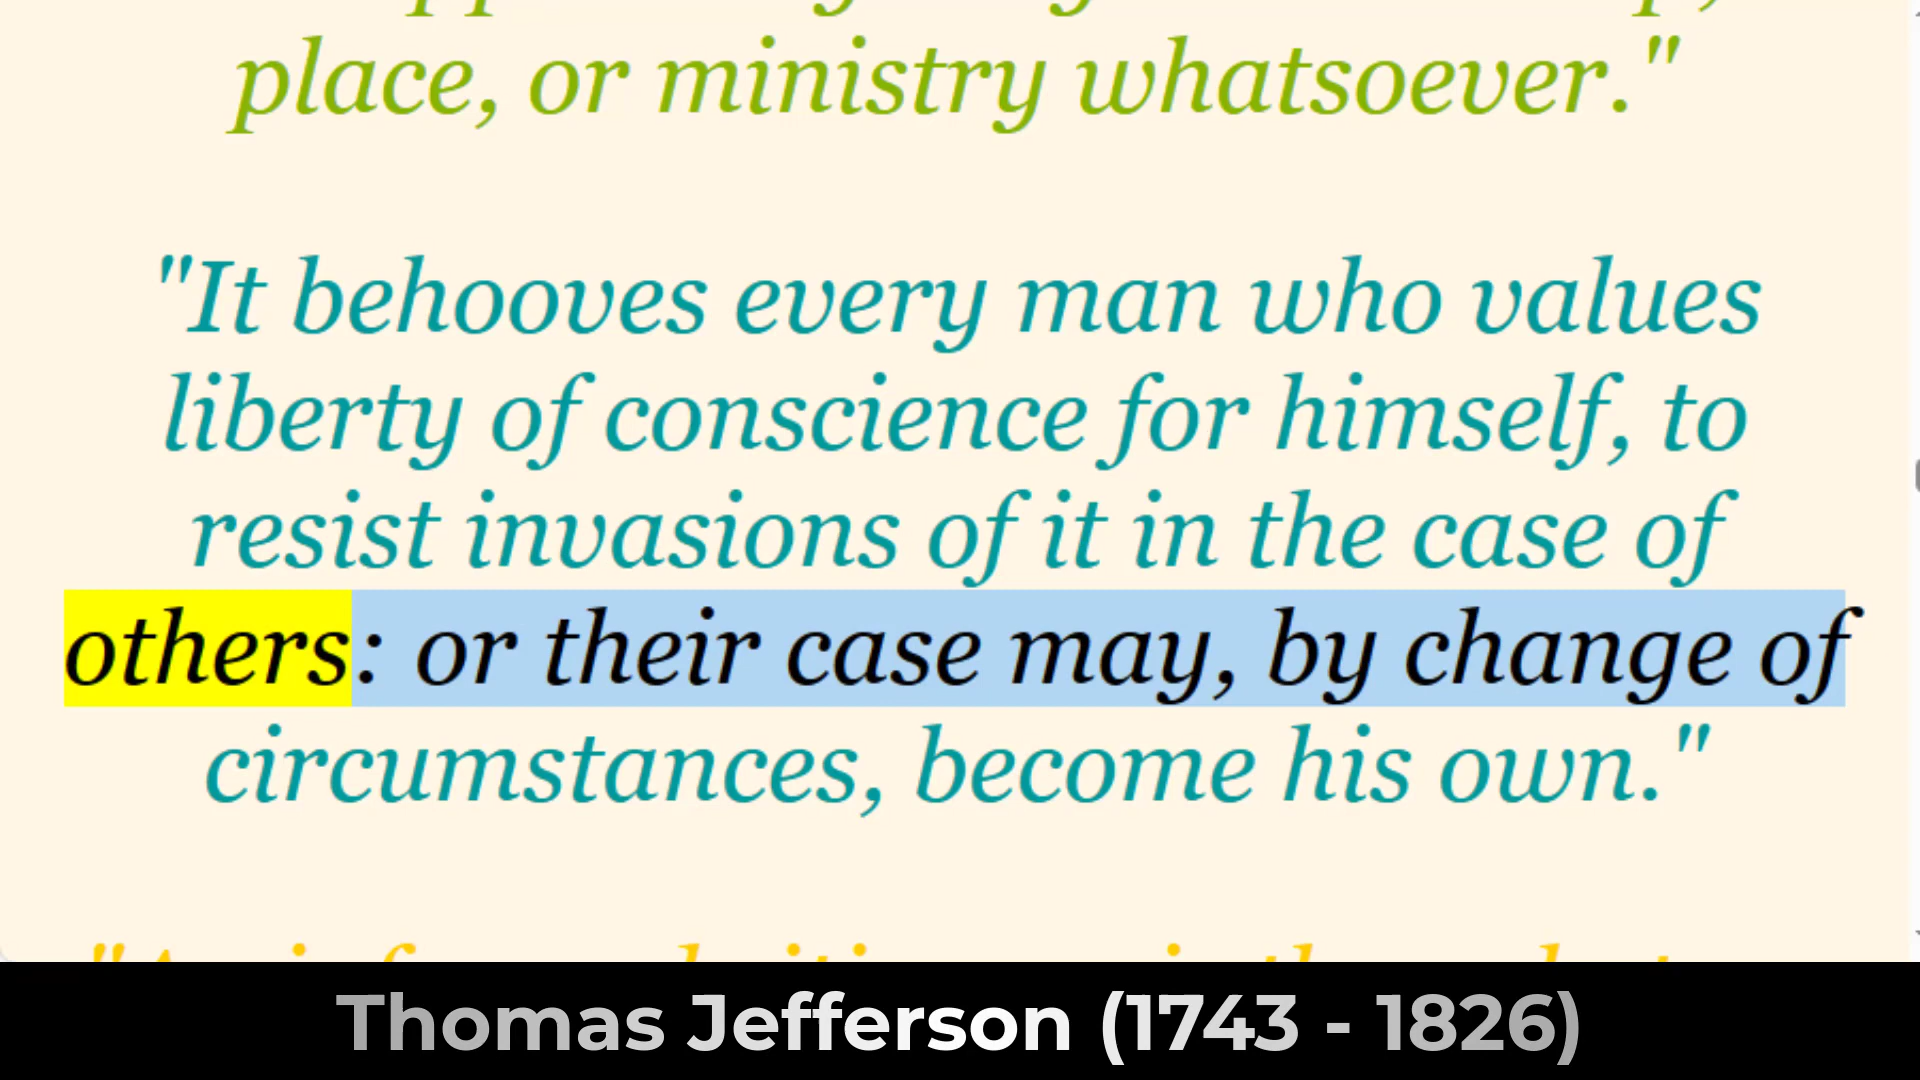 place, or ministry whatsoever."
"It behooves every man who values
liberty of conscience for himself, to
resist invasions of it in the case of
others: or their case may, by change of
circumstances, become his own."
Thomas Jefferson (1743 - 1826)